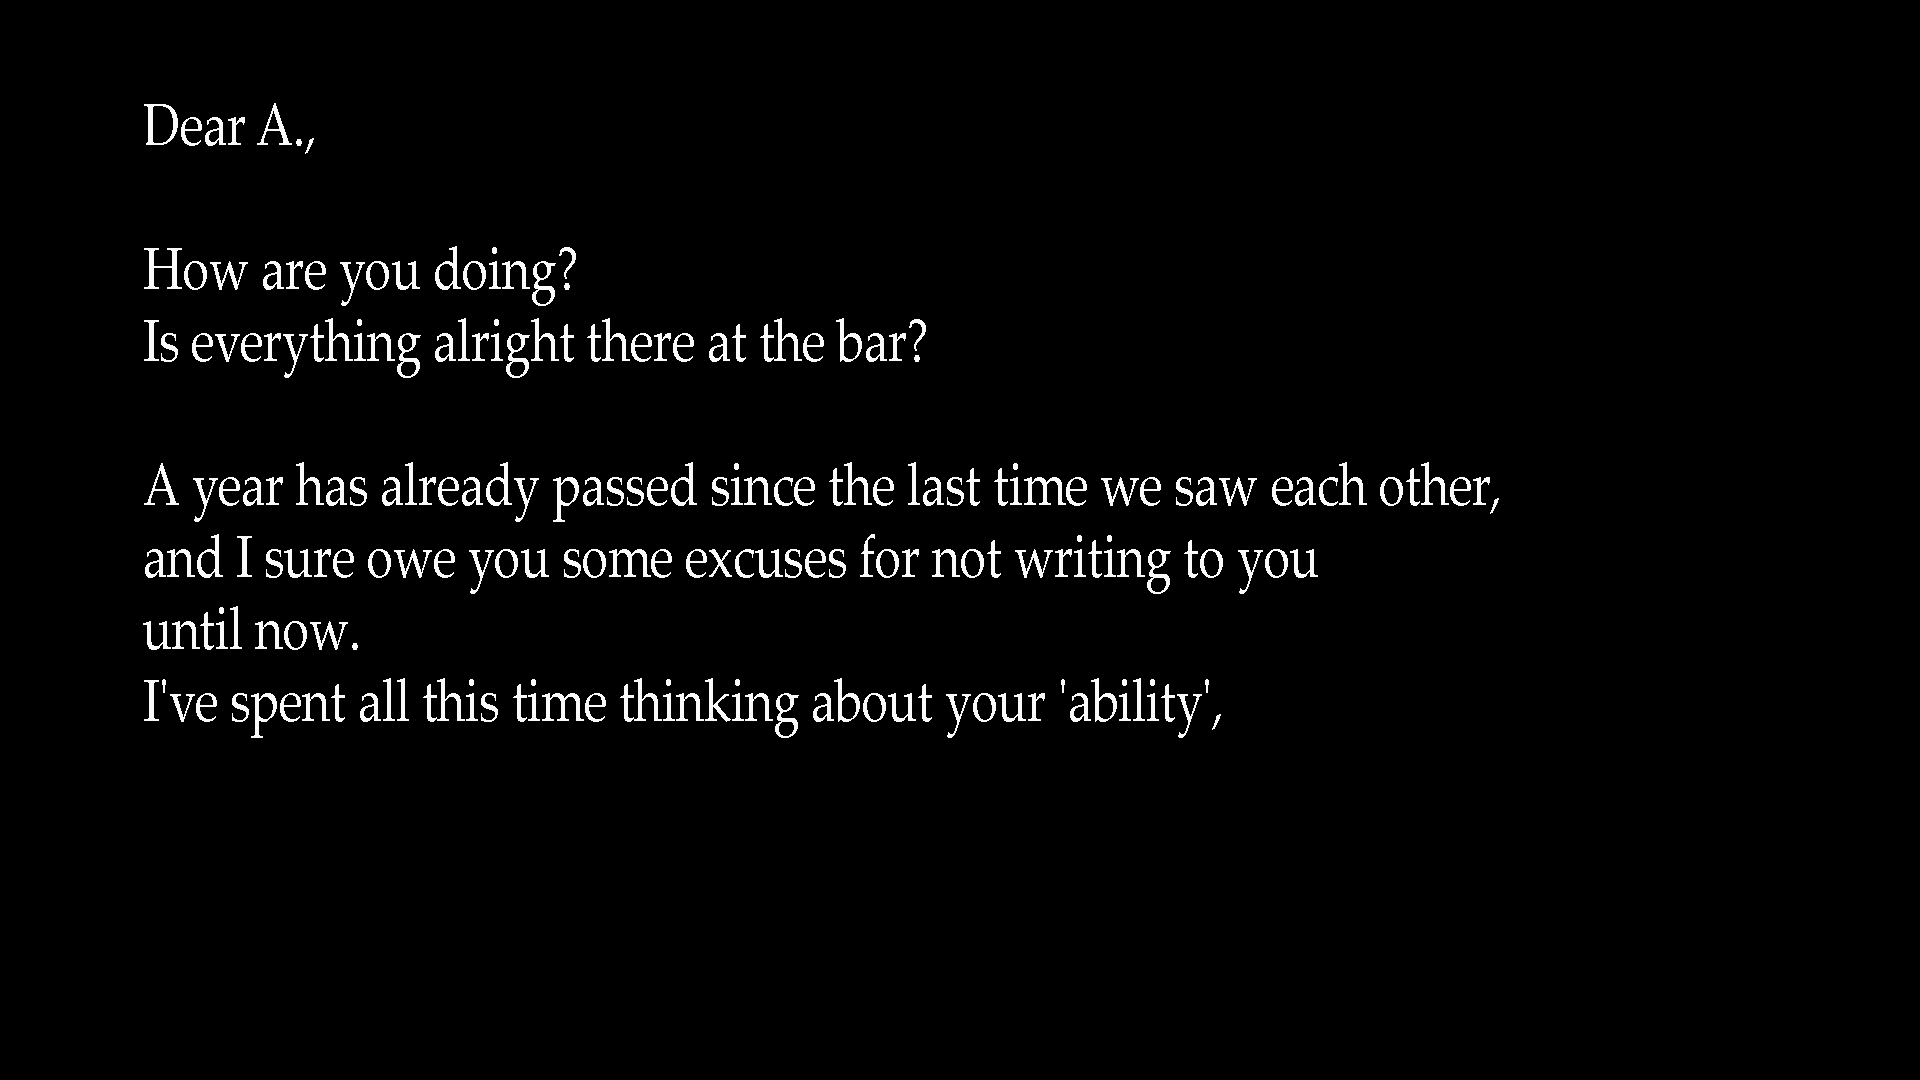 Dear A.,
How are you doing?
Is everything alright there at the bar?
A year has already passed since the last time we saw each other,
and I sure owe you some excuses for not writing to you
until now.
I've spent all this time thinking about your 'ability',